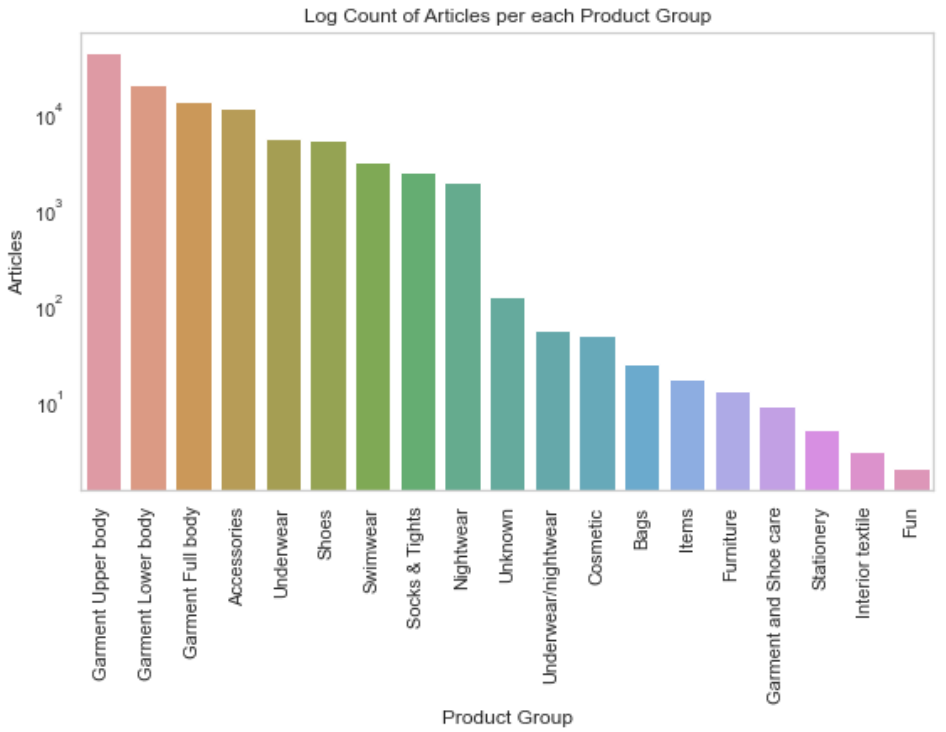 Log Count of Articles per each Product Group
Articles
10^4
10^3
10^2
10^1
Garment Upper body
Garment Lower body
Garment Full body
Accessories
Underwear
Shoes
Swimwear
Socks & Tights
Nightwear
Unknown
Underwear/nightwear
Cosmetic
Bags
Items
Furniture
Garment and Shoe care
Stationery
Interior textile
Fun
Product Group